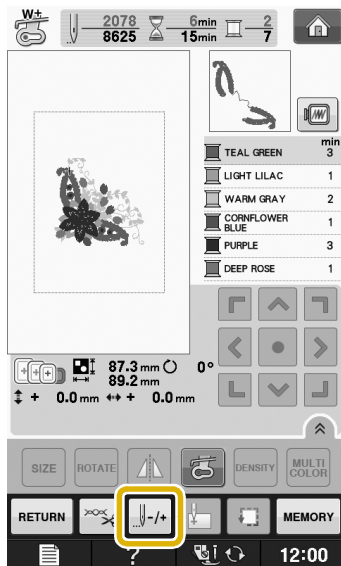 W+
2078 6min 2
8625 15min 7
min
TEAL GREEN 3
LIGHT LILAC 1
WARM GRAY 2
CORNFLOWER
BLUE 1
PURPLE 3
DEEP ROSE 1
87.3 mm 0°
89.2 mm
+ 0.0 mm + 0.0 mm
SIZE ROTATE DENSITY MULTI
COLOR
RETURN -/+ MEMORY
? 12:00